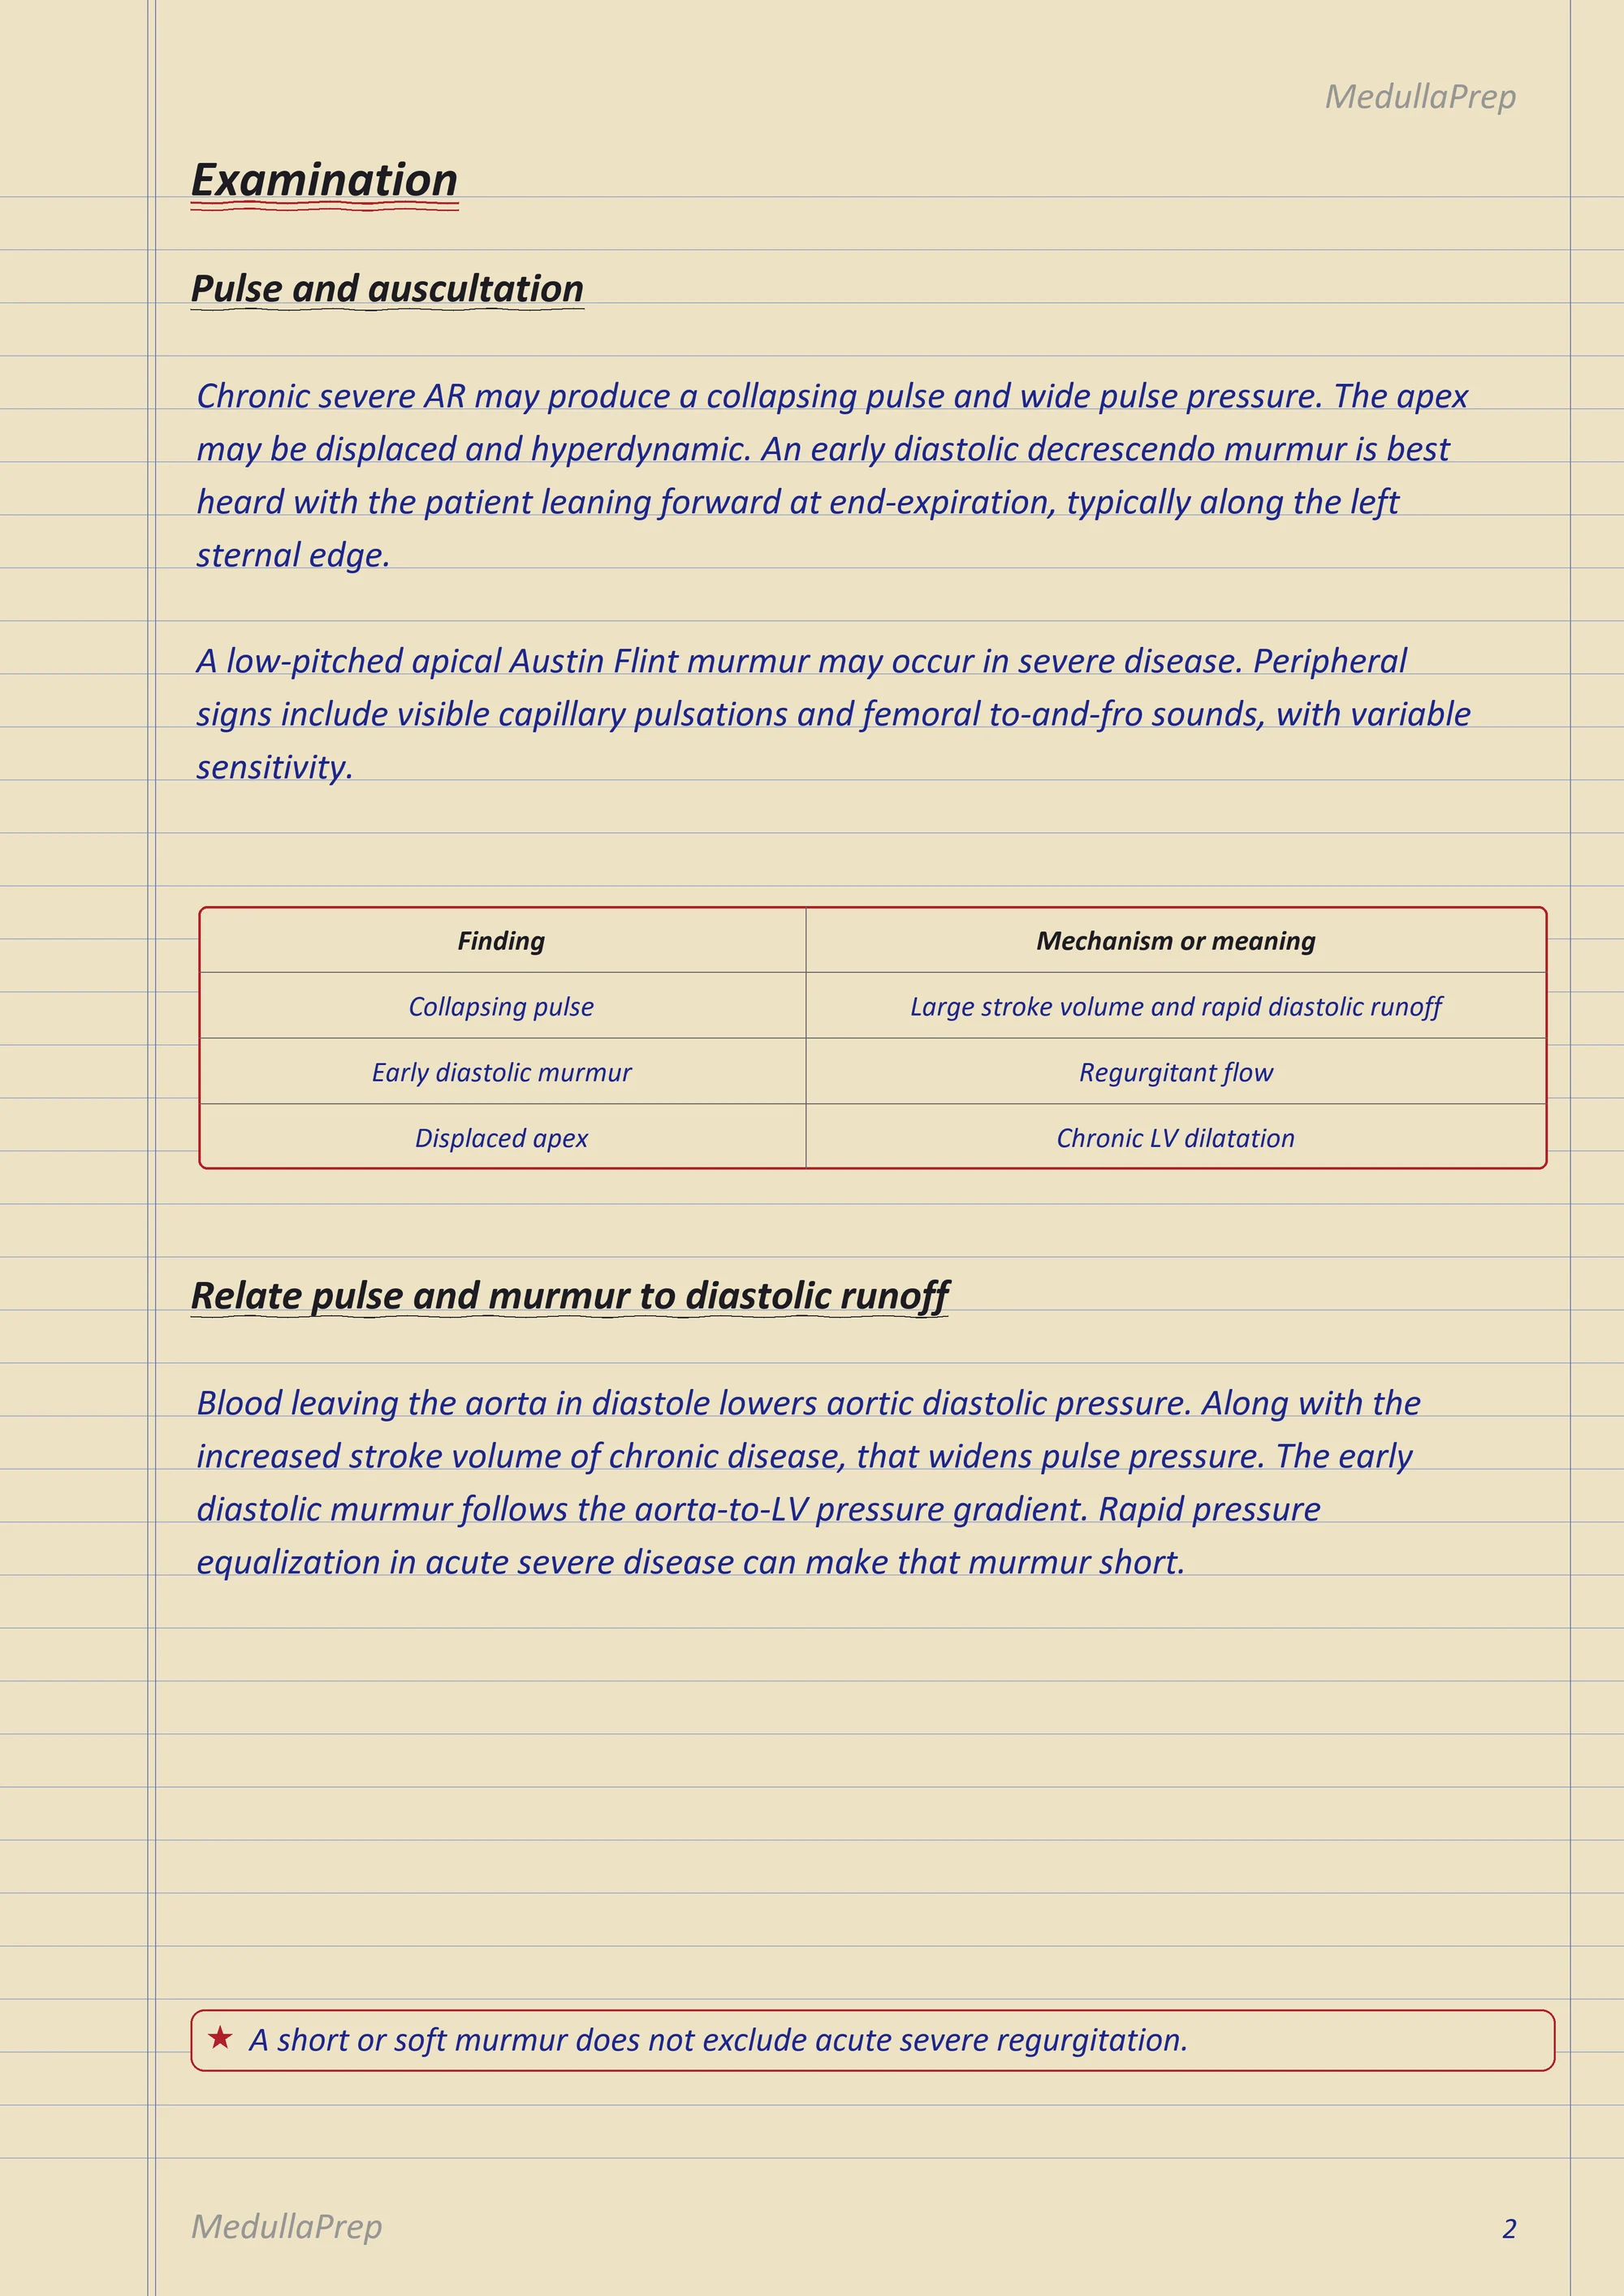 MedullaPrep
Examination
Pulse and auscultation
Chronic severe AR may produce a collapsing pulse and wide pulse pressure. The apex
may be displaced and hyperdynamic. An early diastolic decrescendo murmur is best
heard with the patient leaning forward at end-expiration, typically along the left
sternal edge.
A low-pitched apical Austin Flint murmur may occur in severe disease. Peripheral
signs include visible capillary pulsations and femoral to-and-fro sounds, with variable
sensitivity.
Finding Mechanism or meaning
Collapsing pulse Large stroke volume and rapid diastolic runoff
Early diastolic murmur Regurgitant flow
Displaced apex Chronic LV dilatation
Relate pulse and murmur to diastolic runoff
Blood leaving the aorta in diastole lowers aortic diastolic pressure. Along with the
increased stroke volume of chronic disease, that widens pulse pressure. The early
diastolic murmur follows the aorta-to-LV pressure gradient. Rapid pressure
equalization in acute severe disease can make that murmur short.
★ A short or soft murmur does not exclude acute severe regurgitation.
MedullaPrep 2